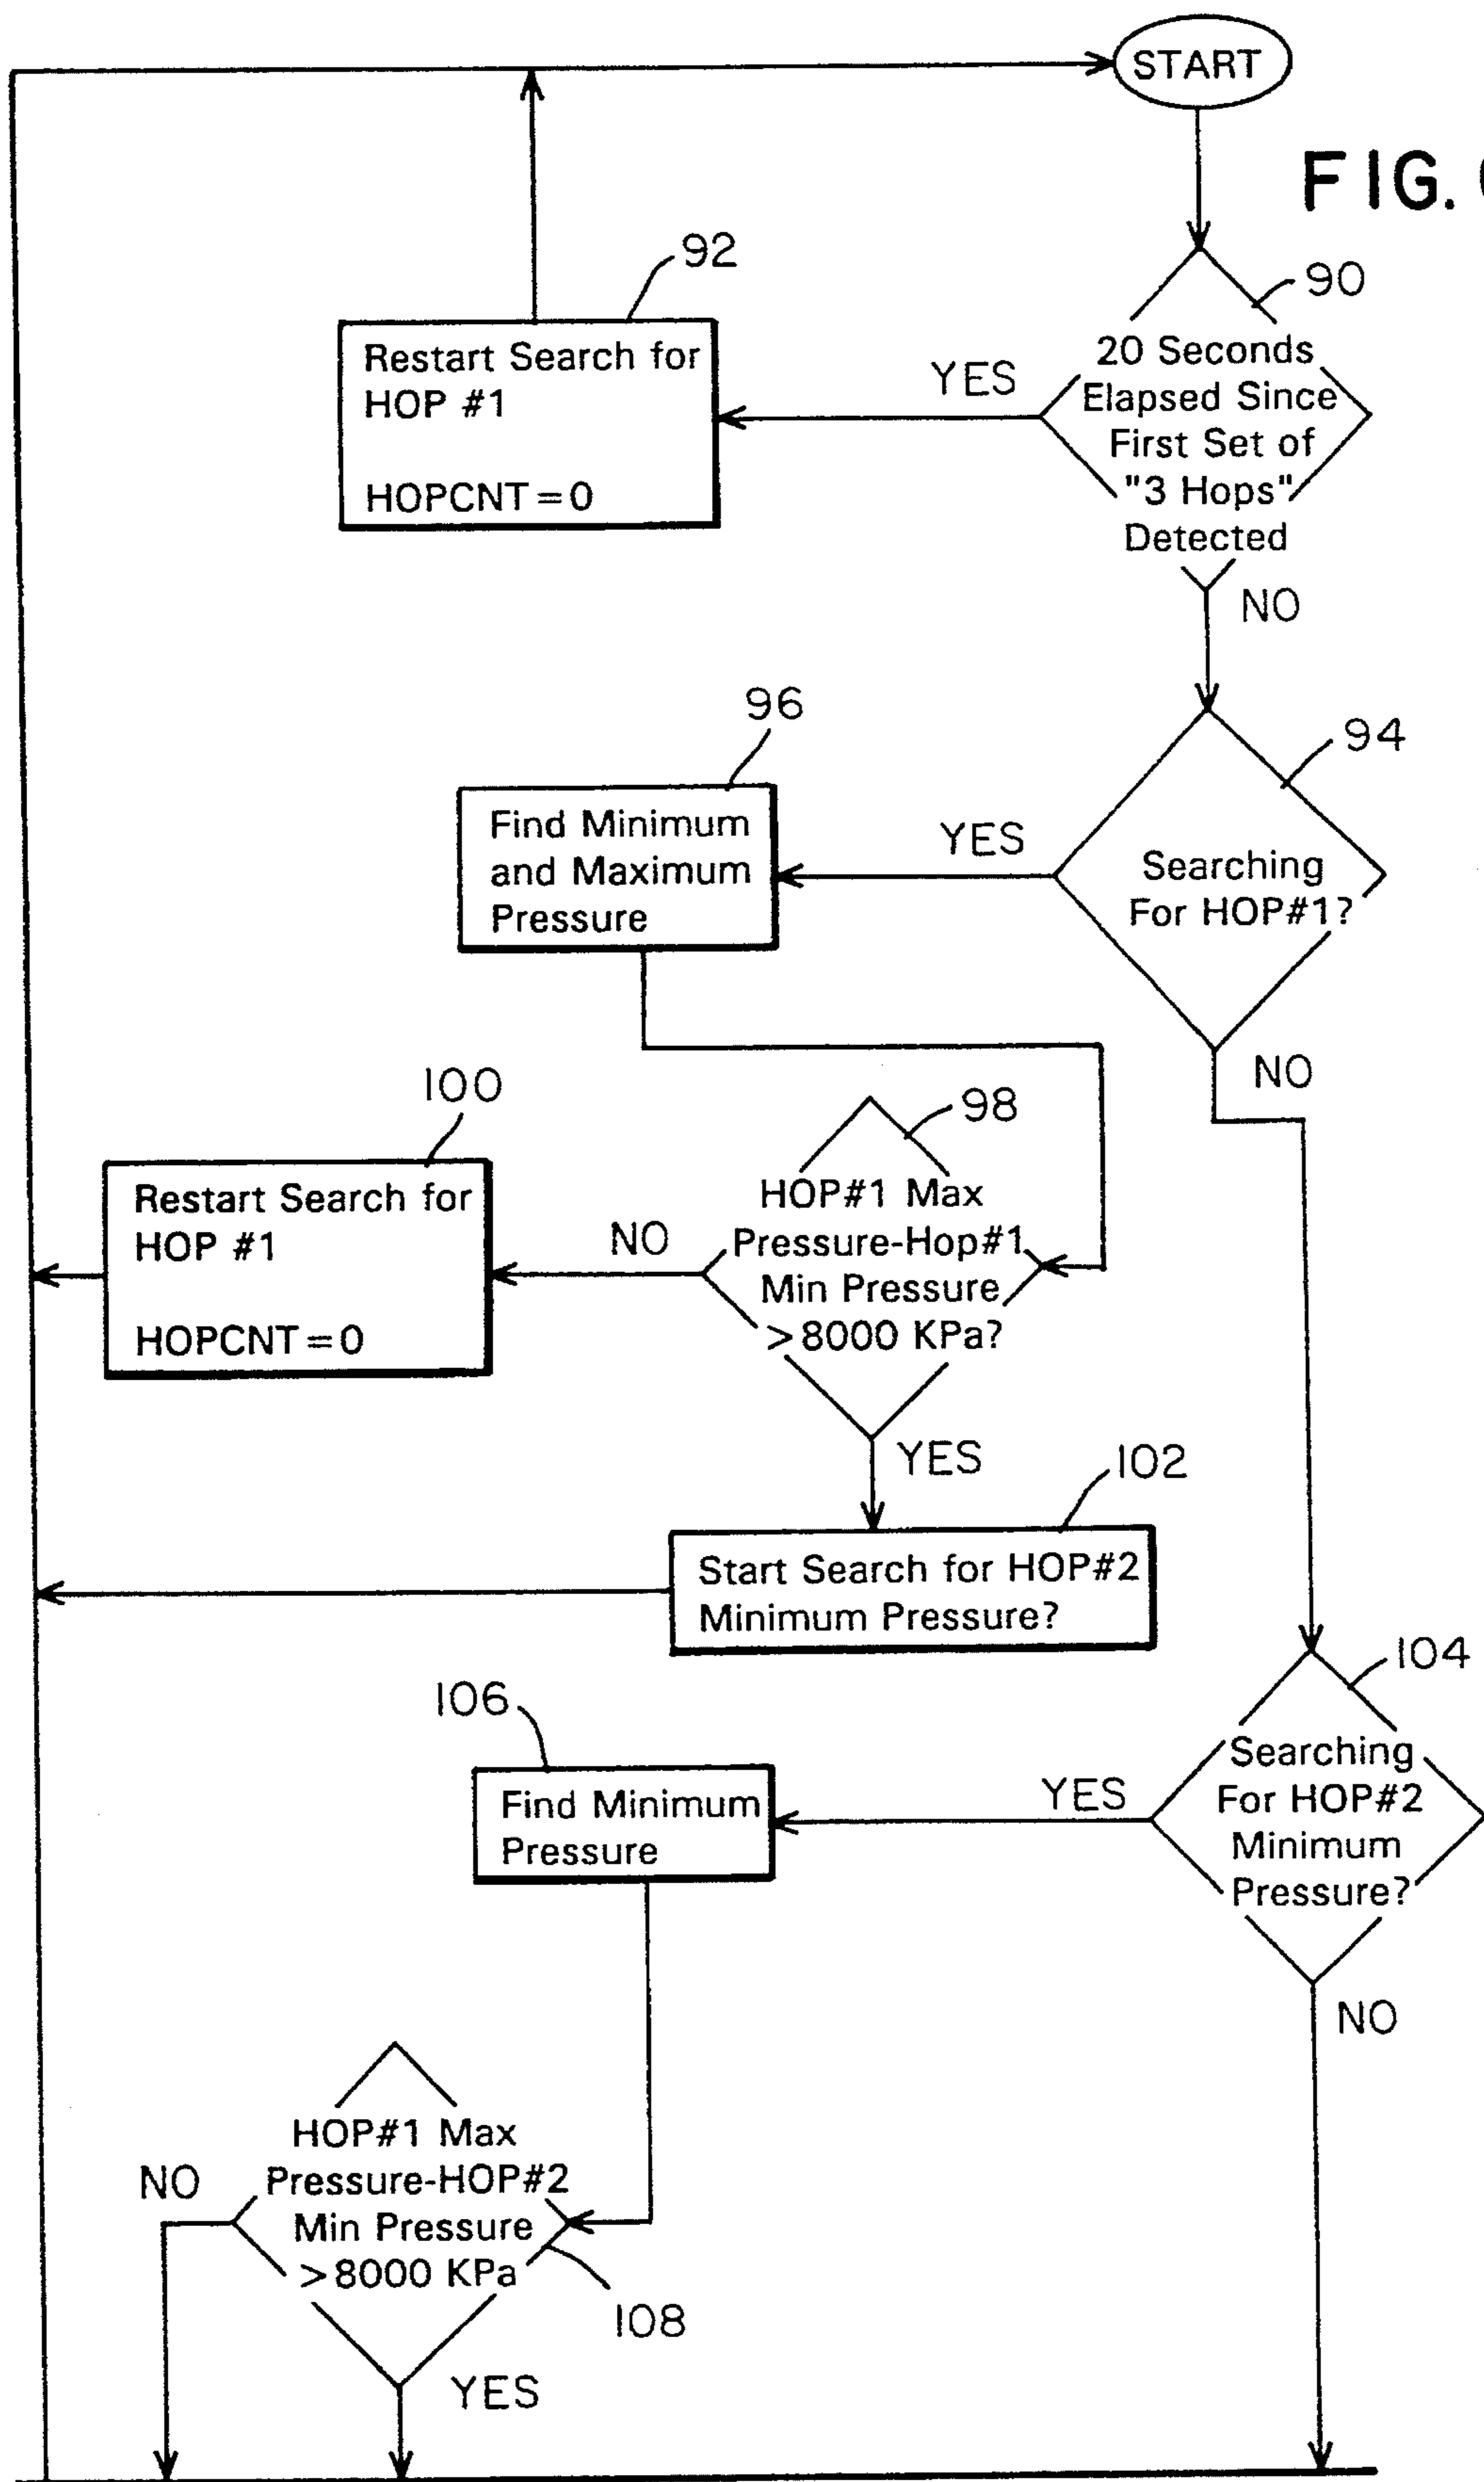 START
FIG.
92
90
Restart Search for
HOP #1
HOPCNT=0
YES
20 Seconds
Elapsed Since
First Set of
"3 Hops"
Detected
NO
96
94
Find Minimum
and Maximum
Pressure
YES
Searching
For HOP#1?
NO
100
98
Restart Search for
HOP #1
HOPCNT=0
NO
HOP#1 Max
Pressure-Hop#1
Min Pressure
>8000 KPa?
YES
102
Start Search for HOP#2
Minimum Pressure?
104
106
Find Minimum
Pressure
YES
Searching
For HOP#2
Minimum
Pressure?
NO
HOP#1 Max
Pressure-HOP#2
Min Pressure
>8000 KPa
NO
108
YES